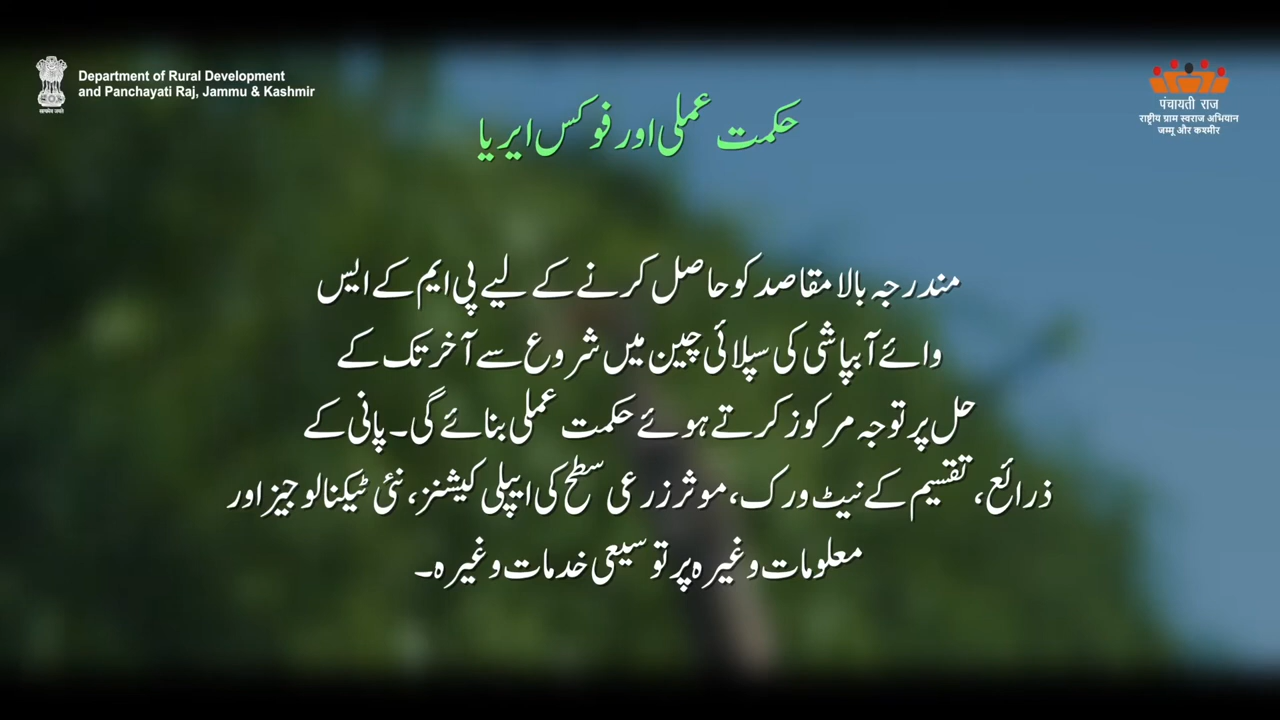 Department of Rural Development
and Panchayati Raj, Jammu & Kashmir
सत्यमेव जयते
पंचायती राज
राष्ट्रीय ग्राम स्वराज अभियान
जम्मू और कश्मीर
حکمت عملی اور فوکس ایریا
مندرجہ بالا مقاصد کو حاصل کرنے کے لیے پی ایم کے ایس
وائے آبپاشی کی سپلائی چین میں شروع سے آخر تک کے
حل پر توجہ مرکوز کرتے ہوئے حکمت عملی بنائے گی۔ پانی کے
ذرائع، تقسیم کے نیٹ ورک، موثر زرعی سطح کی ایپلی کیشنز، نئی ٹیکنالوجیز اور
معلومات وغیرہ پر توسیعی خدمات وغیرہ۔